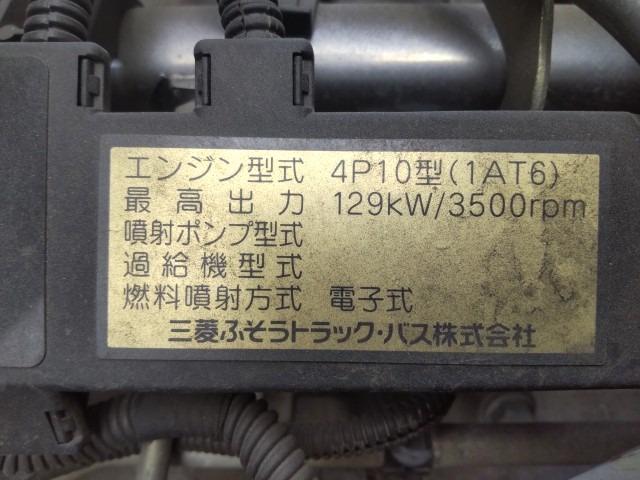 エンジン型式 4P10型(1AT6)
最高出力 129kW/3500rpm
噴射ポンプ型式
過給機型式
燃料噴射方式 電子式
三菱ふそうトラック・バス株式会社